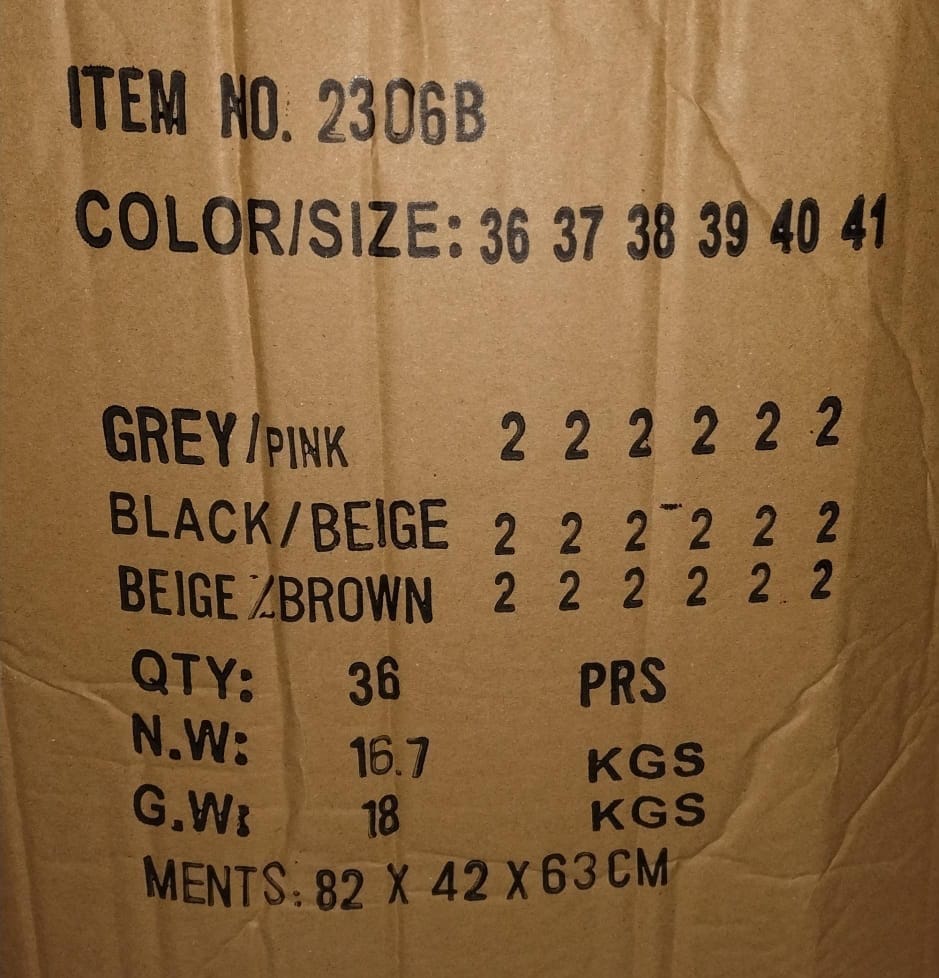 ITEM NO. 2306B
COLOR/SIZE: 36 37 38 39 40 41
GREY/PINK 2 2 2 2 2 2
BLACK/BEIGE 2 2 2 2 2 2
BEIGE/BROWN 2 2 2 2 2 2
QTY: 36 PRS
N.W: 16.7 KGS
G.W: 18 KGS
MENTS: 82 X 42 X 63 CM